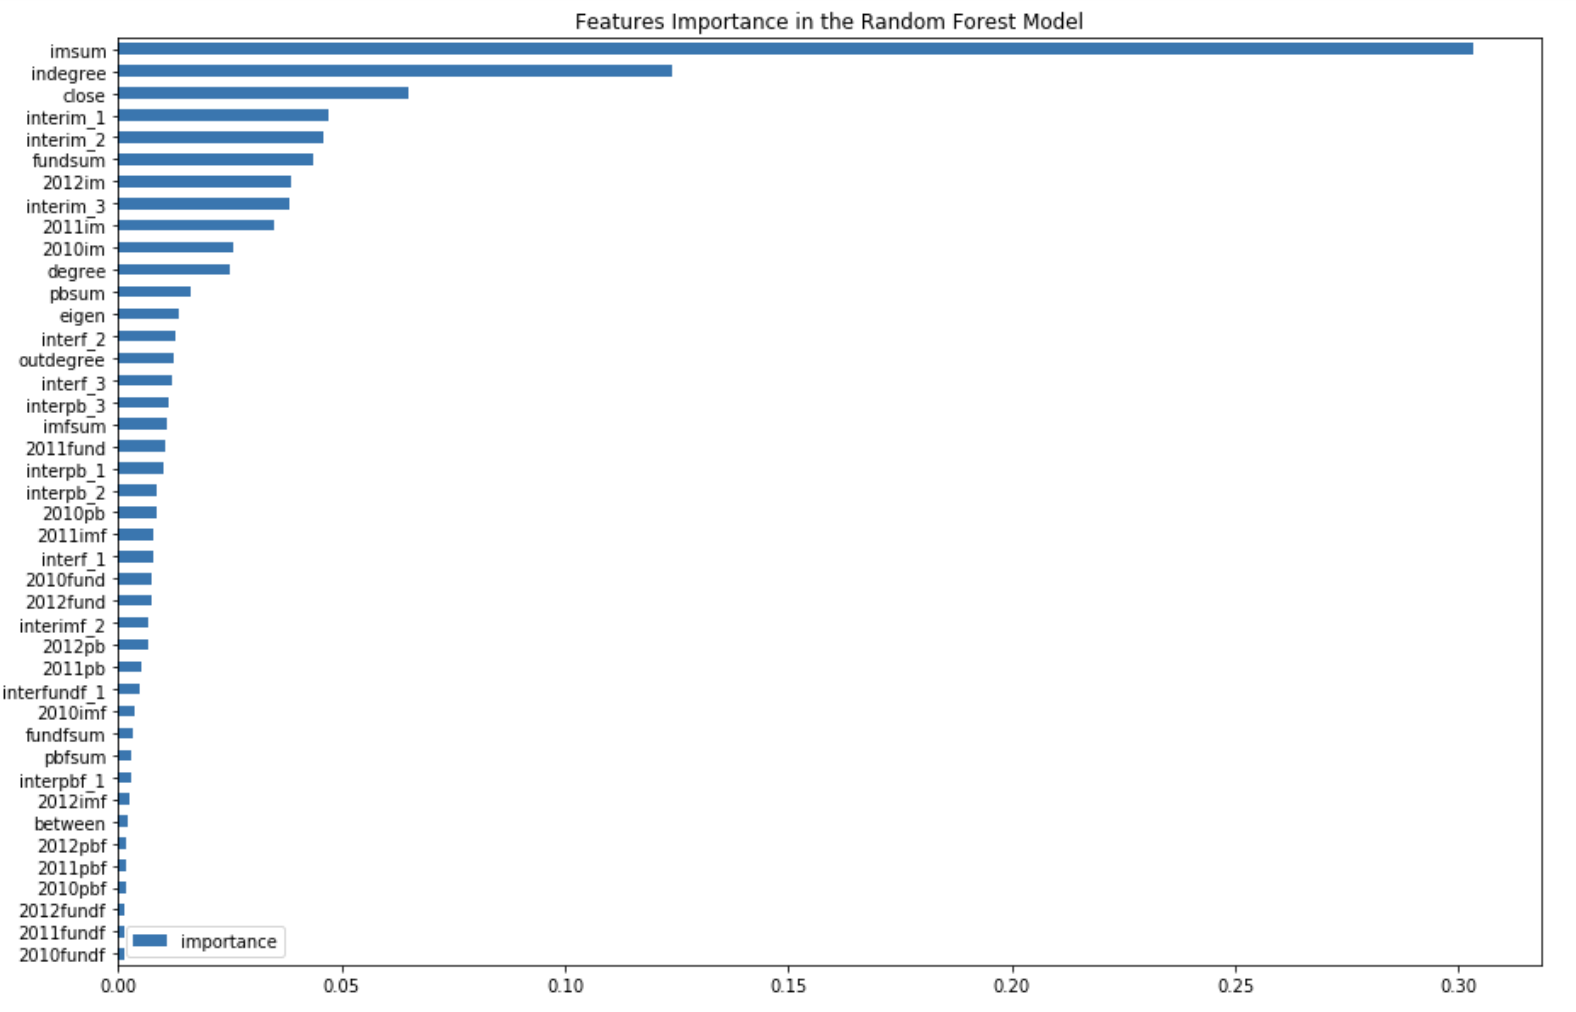 Features Importance in the Random Forest Model
imsum
indegree
close
interim_1
interim_2
fundsum
2012im
interim_3
2011im
2010im
degree
pbsum
eigen
interf_2
outdegree
interf_3
interpb_3
imfsum
2011fund
interpb_1
interpb_2
2010pb
2011imf
interf_1
2010fund
2012fund
interimf_2
2012pb
2011pb
interfundf_1
2010imf
fundfsum
pbfsum
interpbf_1
2012imf
between
2012pbf
2011pbf
2010pbf
2012fundf
2011fundf
2010fundf
importance
0.00 0.05 0.10 0.15 0.20 0.25 0.30